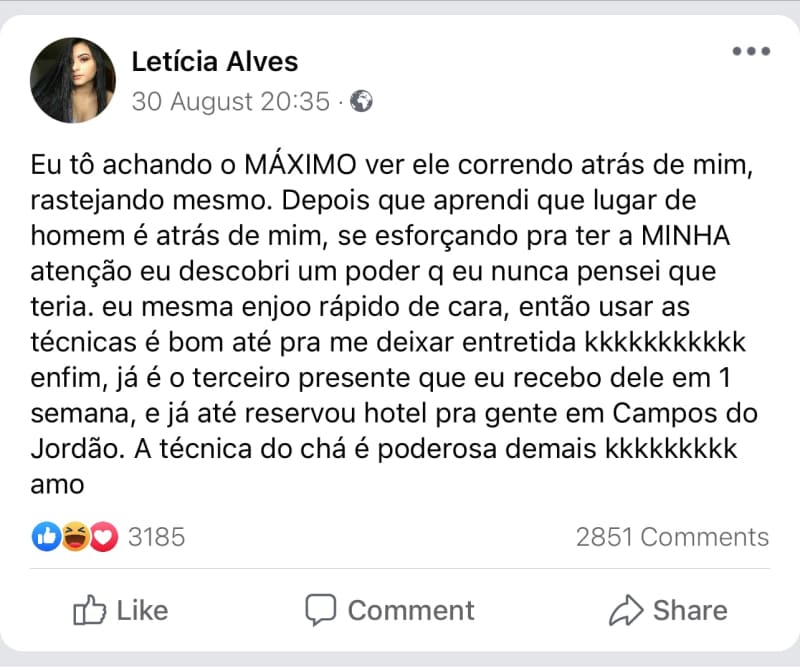 Letícia Alves
30 August 20:35 ·
Eu tô achando o MÁXIMO ver ele correndo atrás de mim,
rastejando mesmo. Depois que aprendi que lugar de
homem é atrás de mim, se esforçando pra ter a MINHA
atenção eu descobri um poder q eu nunca pensei que
teria. eu mesma enjoo rápido de cara, então usar as
técnicas é bom até pra me deixar entretida kkkkkkkkkkk
enfim, já é o terceiro presente que eu recebo dele em 1
semana, e já até reservou hotel pra gente em Campos do
Jordão. A técnica do chá é poderosa demais kkkkkkkkk
amo
3185
2851 Comments
Like
Comment
Share